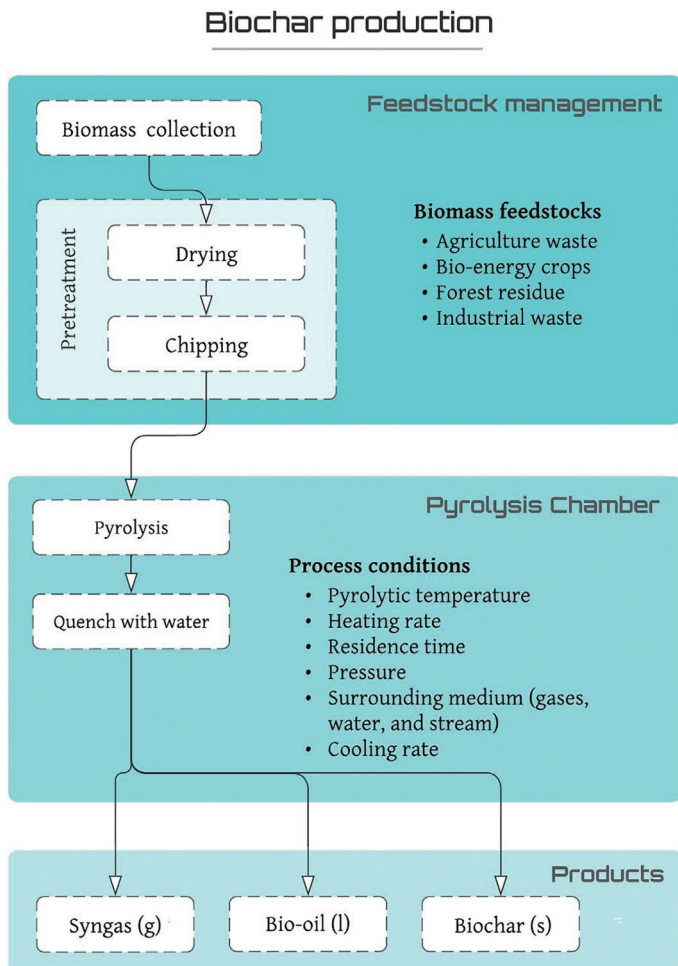 Biochar production
Feedstock management
Biomass collection
Pretreatment
Drying
Chipping
Biomass feedstocks
• Agriculture waste
• Bio-energy crops
• Forest residue
• Industrial waste
Pyrolysis Chamber
Pyrolysis
Quench with water
Process conditions
• Pyrolytic temperature
• Heating rate
• Residence time
• Pressure
• Surrounding medium (gases,
water, and stream)
• Cooling rate
Products
Syngas (g)
Bio-oil (l)
Biochar (s)